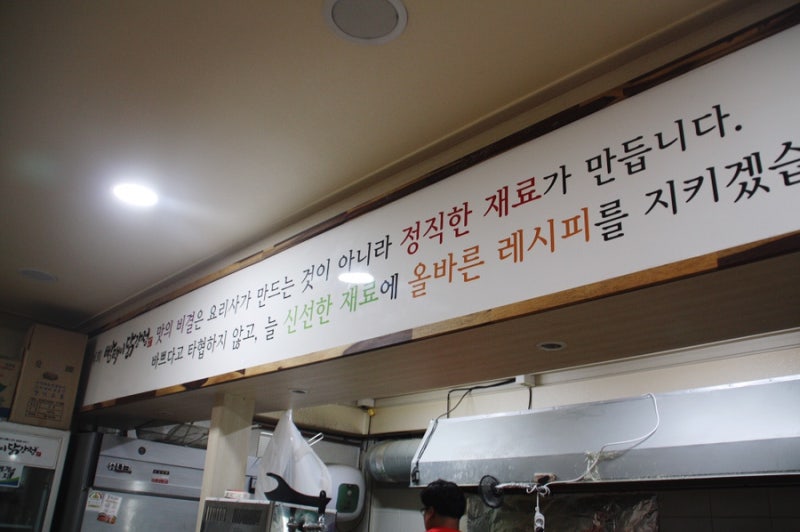 맛의 비결은 요리사가 만드는 것이 아니라 정직한 재료가 만듭니다.
바쁘다고 타협하지 않고, 늘 신선한 재료에 올바른 레시피를 지키겠습